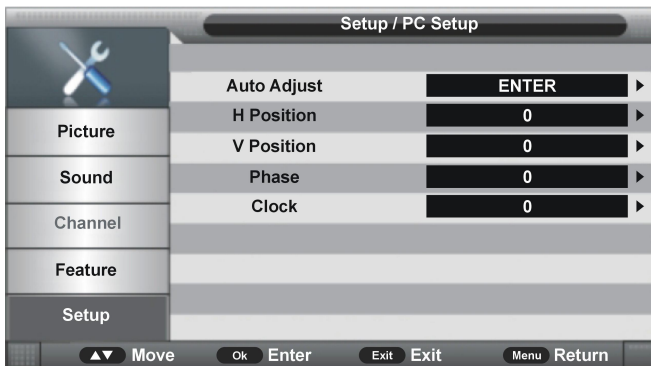 Setup / PC Setup
Auto Adjust ENTER
H Position 0
V Position 0
Phase 0
Clock 0
Picture
Sound
Channel
Feature
Setup
▲▼ Move Ok Enter Exit Exit Menu Return